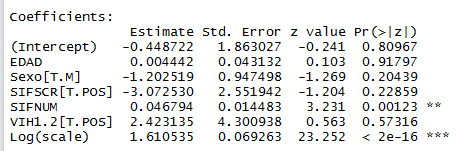 Coefficients:
Estimate Std. Error z value Pr(>|z|)
(Intercept) -0.448722 1.863027 -0.241 0.80967
EDAD 0.004442 0.043132 0.103 0.91797
Sexo[T.M] -1.202519 0.947498 -1.269 0.20439
SIFSCR[T.POS] -3.072530 2.551942 -1.204 0.22859
SIFNUM 0.046794 0.014483 3.231 0.00123 **
VIH1.2[T.POS] 2.423135 4.300938 0.563 0.57316
Log(scale) 1.610535 0.069263 23.252 < 2e-16 ***